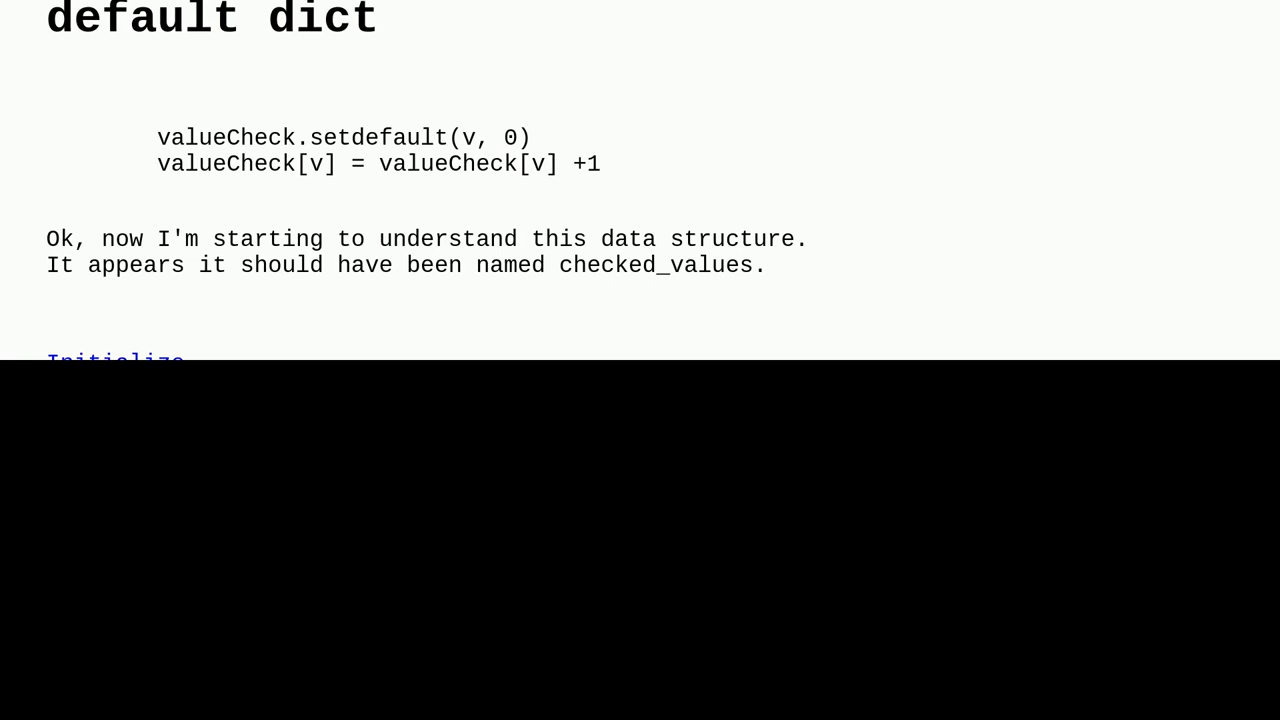 default dict
valueCheck.setdefault(v, 0)
valueCheck[v] = valueCheck[v] +1
Ok, now I'm starting to understand this data structure.
It appears it should have been named checked_values.
Initialize